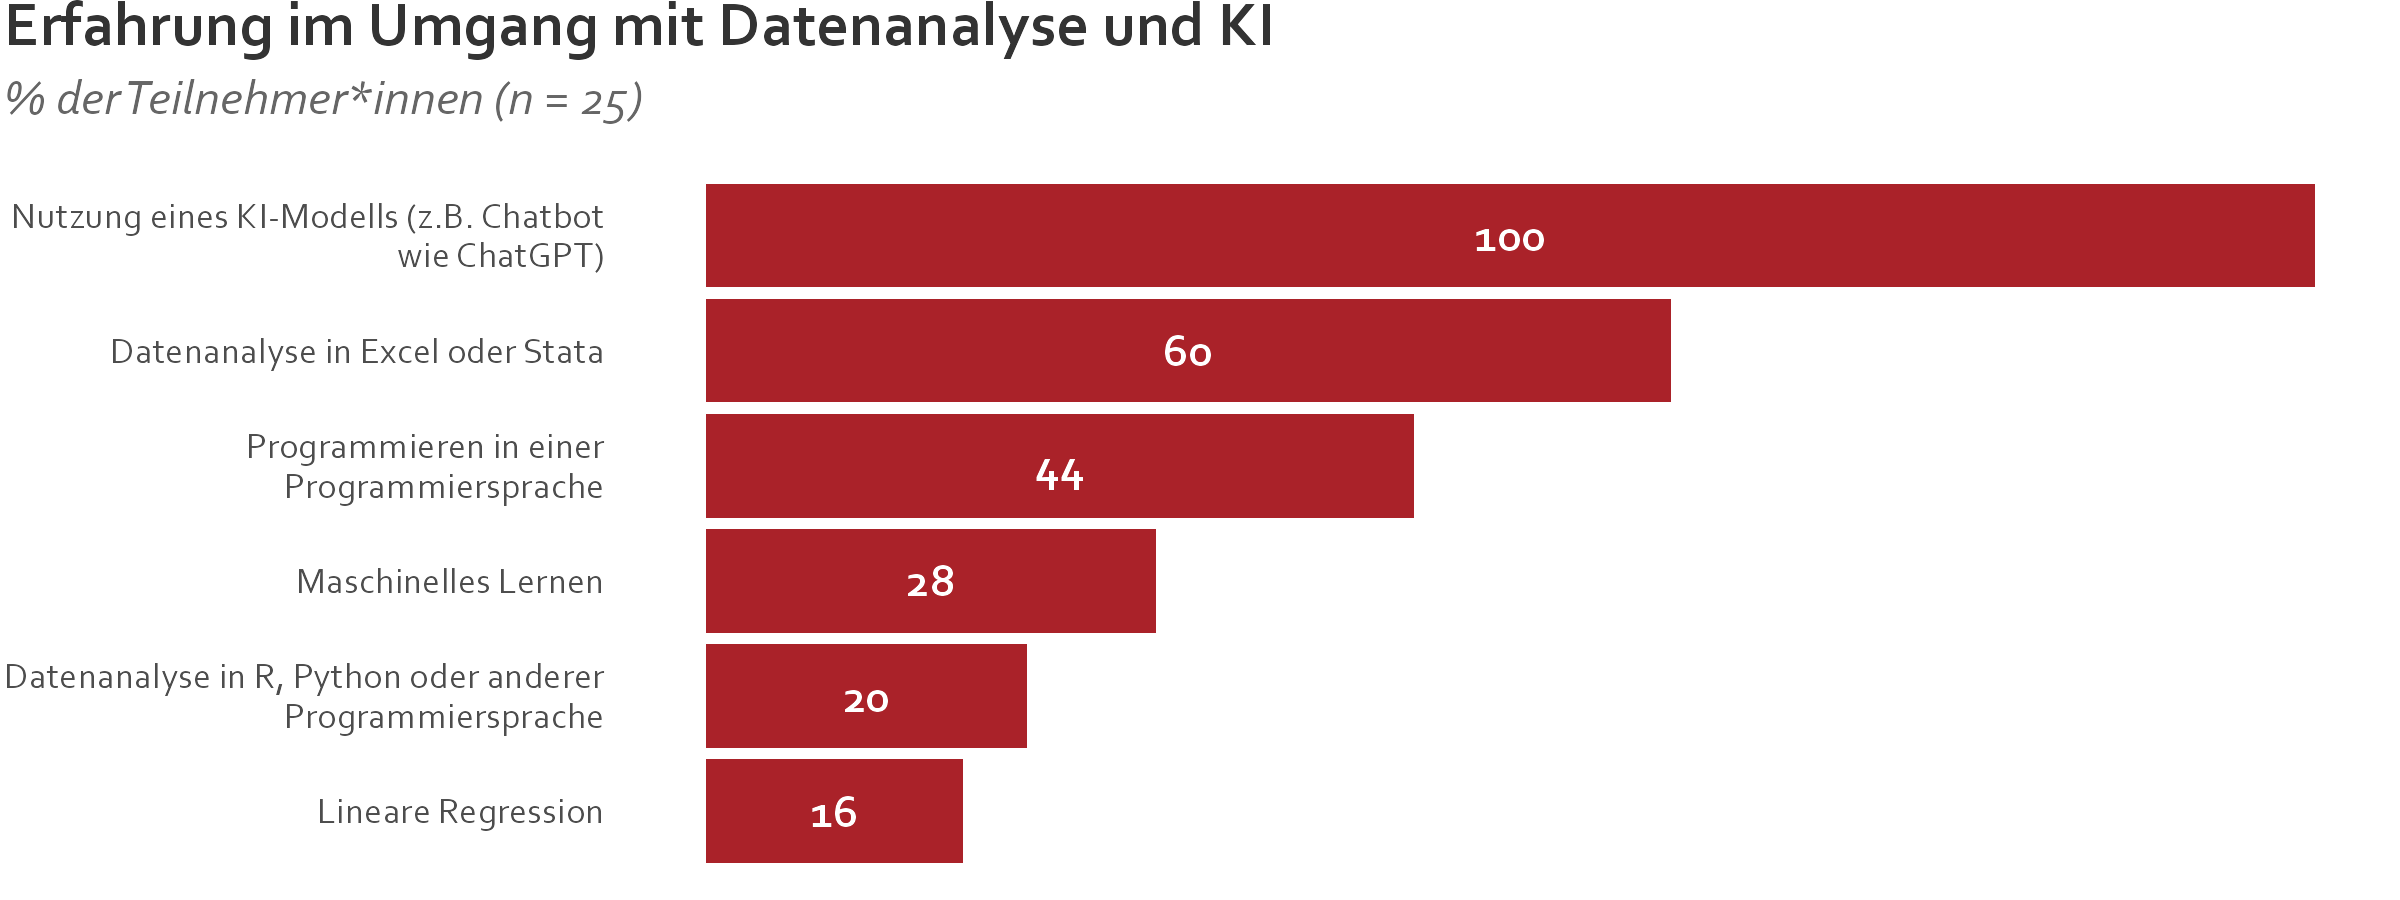 Erfahrung im Umgang mit Datenanalyse und KI
% der Teilnehmer*innen (n = 25)
Nutzung eines KI-Modells (z.B. Chatbot
wie ChatGPT)
100
Datenanalyse in Excel oder Stata
60
Programmieren in einer
Programmiersprache
44
Maschinelles Lernen
28
Datenanalyse in R, Python oder anderer
Programmiersprache
20
Lineare Regression
16